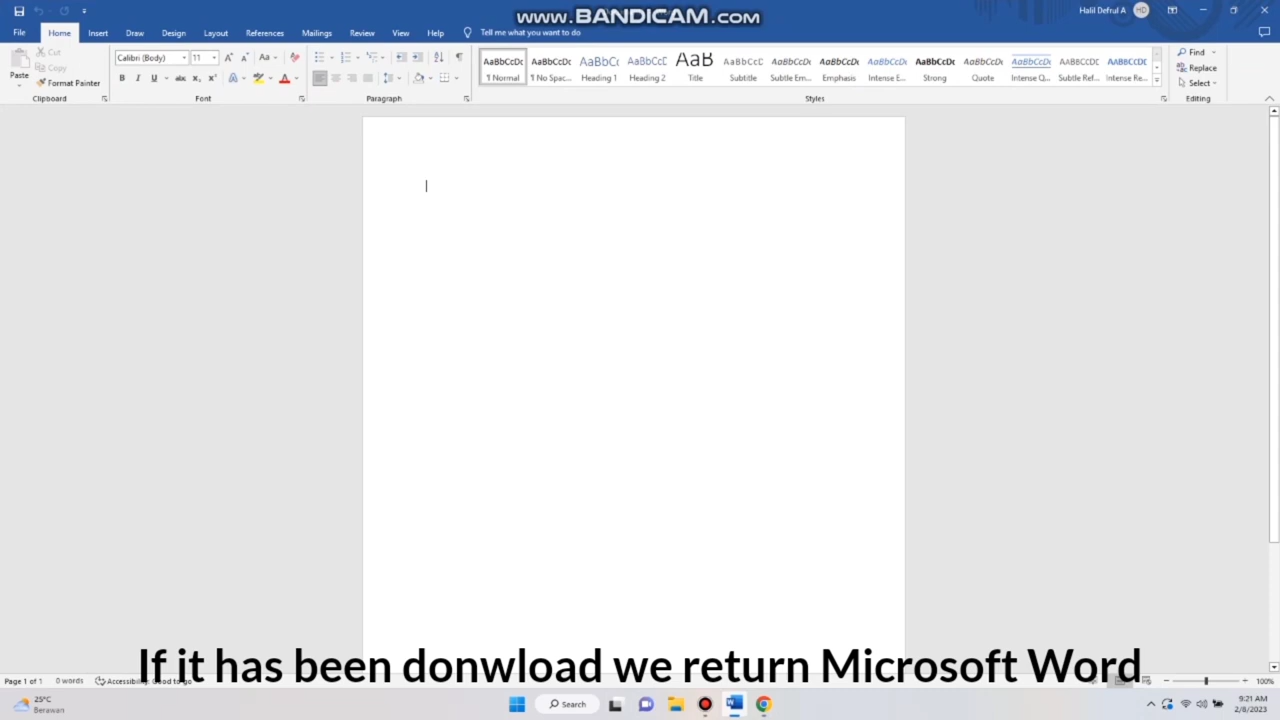 www.BANDICAM.com
Halil Defrul A HD
File Home Insert Draw Design Layout References Mailings Review View Help Tell me what you want to do
Paste Cut Copy Format Painter
Calibri (Body) 11
AaBbCcDc AaBbCcDc AaBbCc AaBbCcC AaB AaBbCcC AaBbCcDc AaBbCcDc AaBbCcDc AaBbCcDc AaBbCcDc AaBbCcDc AABBCCDC AABBCCDC
¶ Normal ¶ No Spac... Heading 1 Heading 2 Title Subtitle Subtle Em... Emphasis Intense E... Strong Quote Intense Q... Subtle Ref... Intense Re...
Find
Replace
Select
Clipboard Font Paragraph Styles Editing
If it has been donwload we return Microsoft Word
Page 1 of 1 0 words Accessibility: Good to go 100%
25°C
Berawan
Search
9:21 AM
2/8/2023